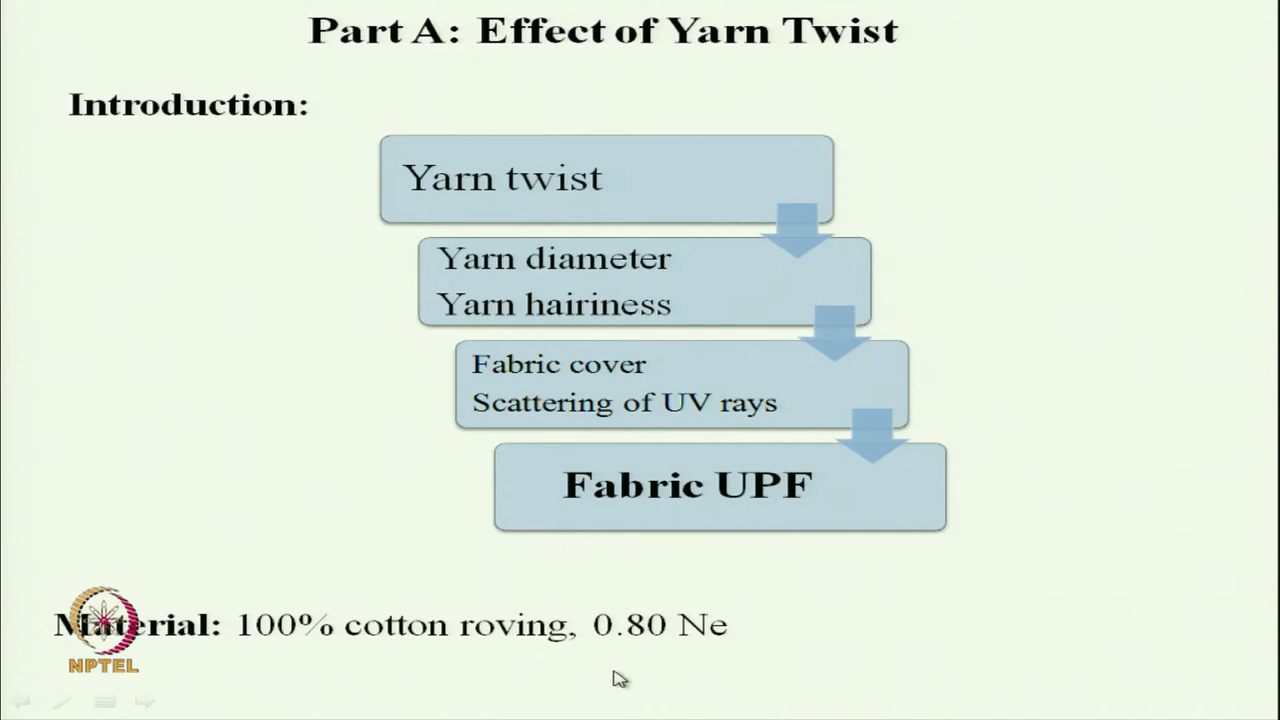 Part A: Effect of Yarn Twist
Introduction:
Yarn twist
Yarn diameter
Yarn hairiness
Fabric cover
Scattering of UV rays
Fabric UPF
Material: 100% cotton roving, 0.80 Ne
NPTEL